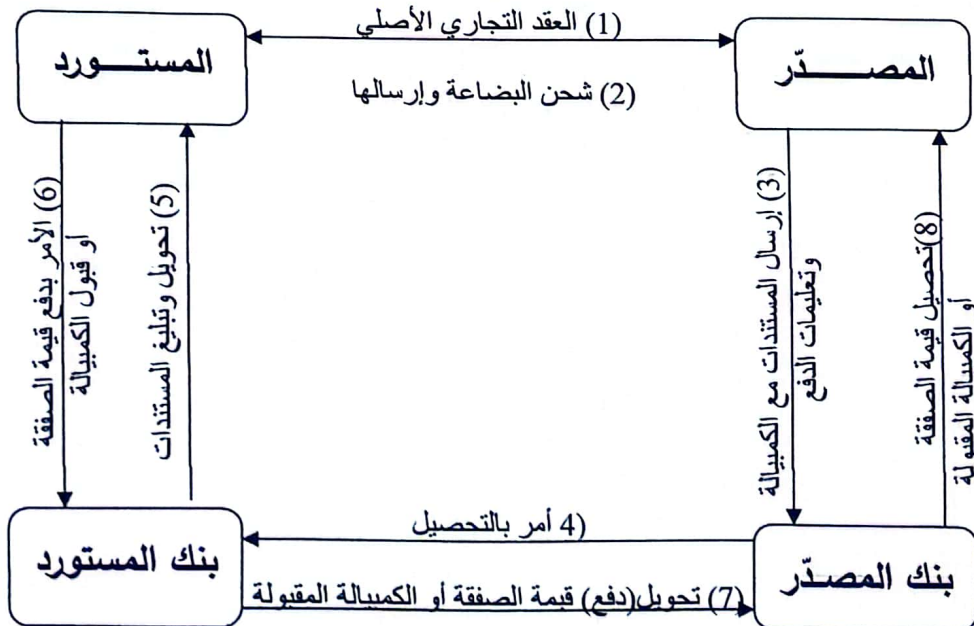 (1) العقد التجاري الأصلي
المصـــــدّر
المستـــــورد
(2) شحن البضاعة وإرسالها
(3) إرسال المستندات مع الكمبيالة
وتعليمات الدفع
4) أمر بالتحصيل
(5) تحويل وتبليغ المستندات
(6) الأمر بدفع قيمة الصفقة
أو قبول الكمبيالة
(7) تحويل(دفع) قيمة الصفقة أو الكمبيالة المقبولة
(8)تحصيل قيمة الصفقة
أو الكمبيالة المقبولة
بنك المصـدّر
بنك المستورد